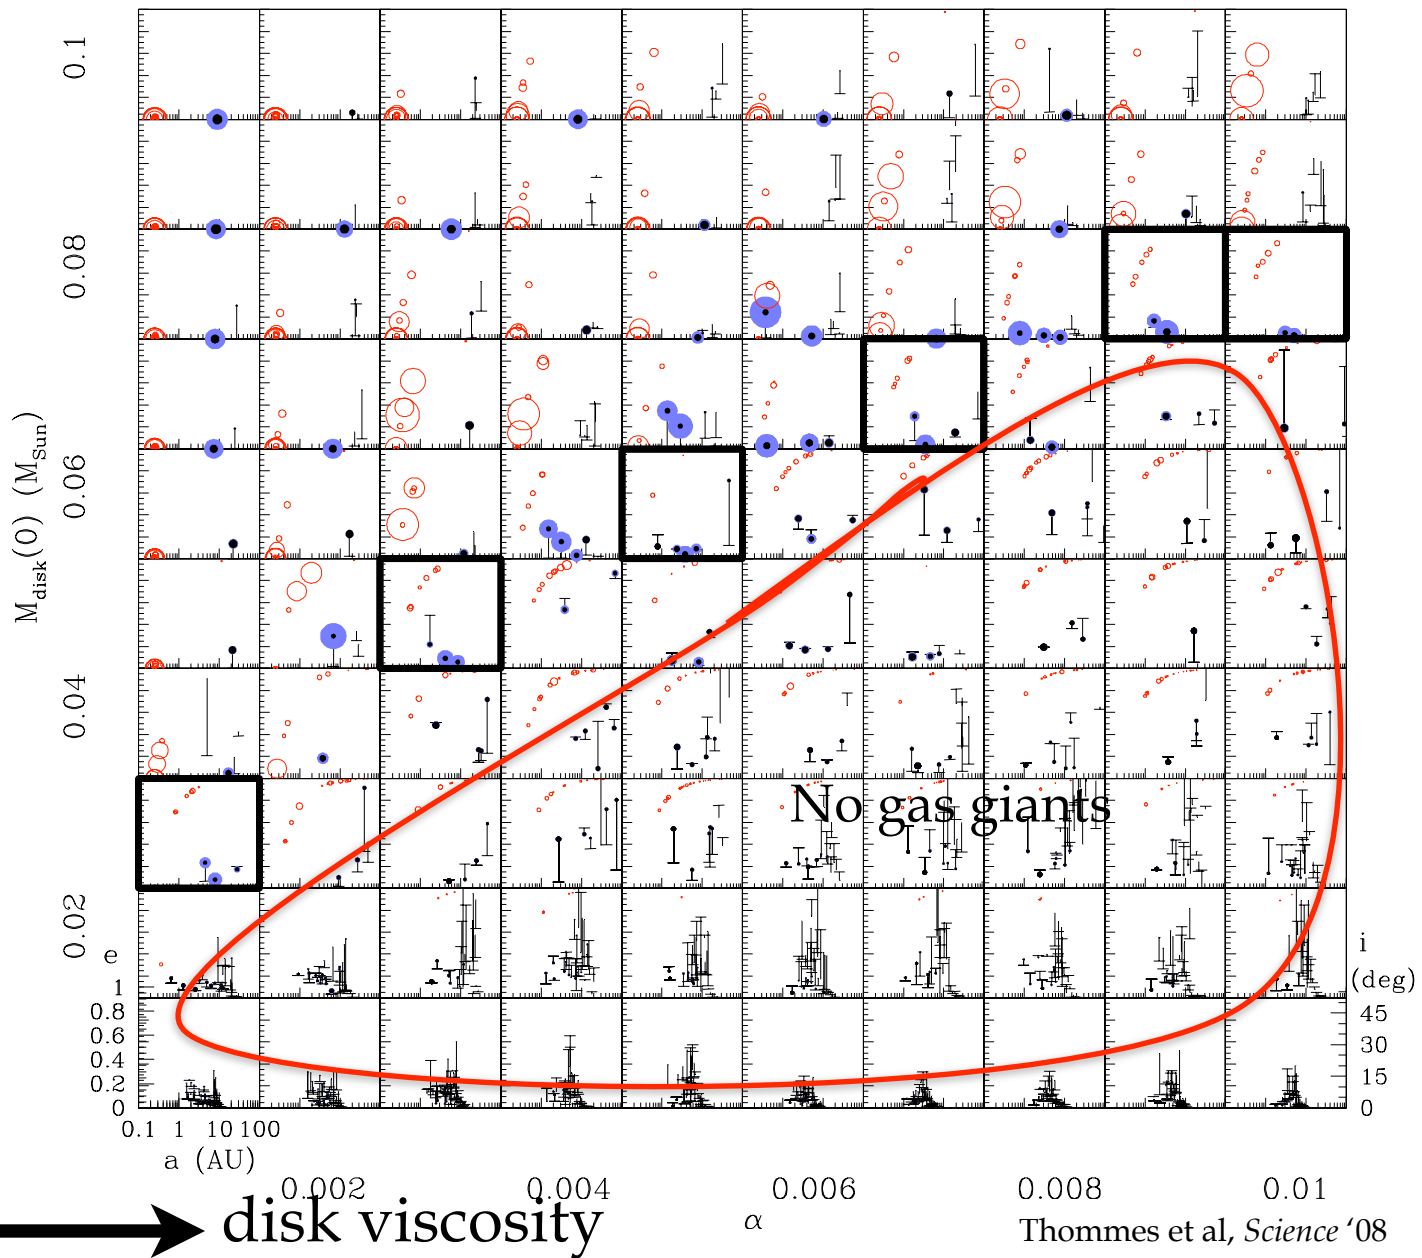 0.1
0.08
0.06
0.04
0.02
M_disk(0) (M_Sun)
No gas giants
e
1
0.8
0.6
0.4
0.2
0
i
(deg)
45
30
15
0
0.1 1 10 100
a (AU)
0.002 0.004 0.006 0.008 0.01
disk viscosity
α
Thommes et al, Science ‘08